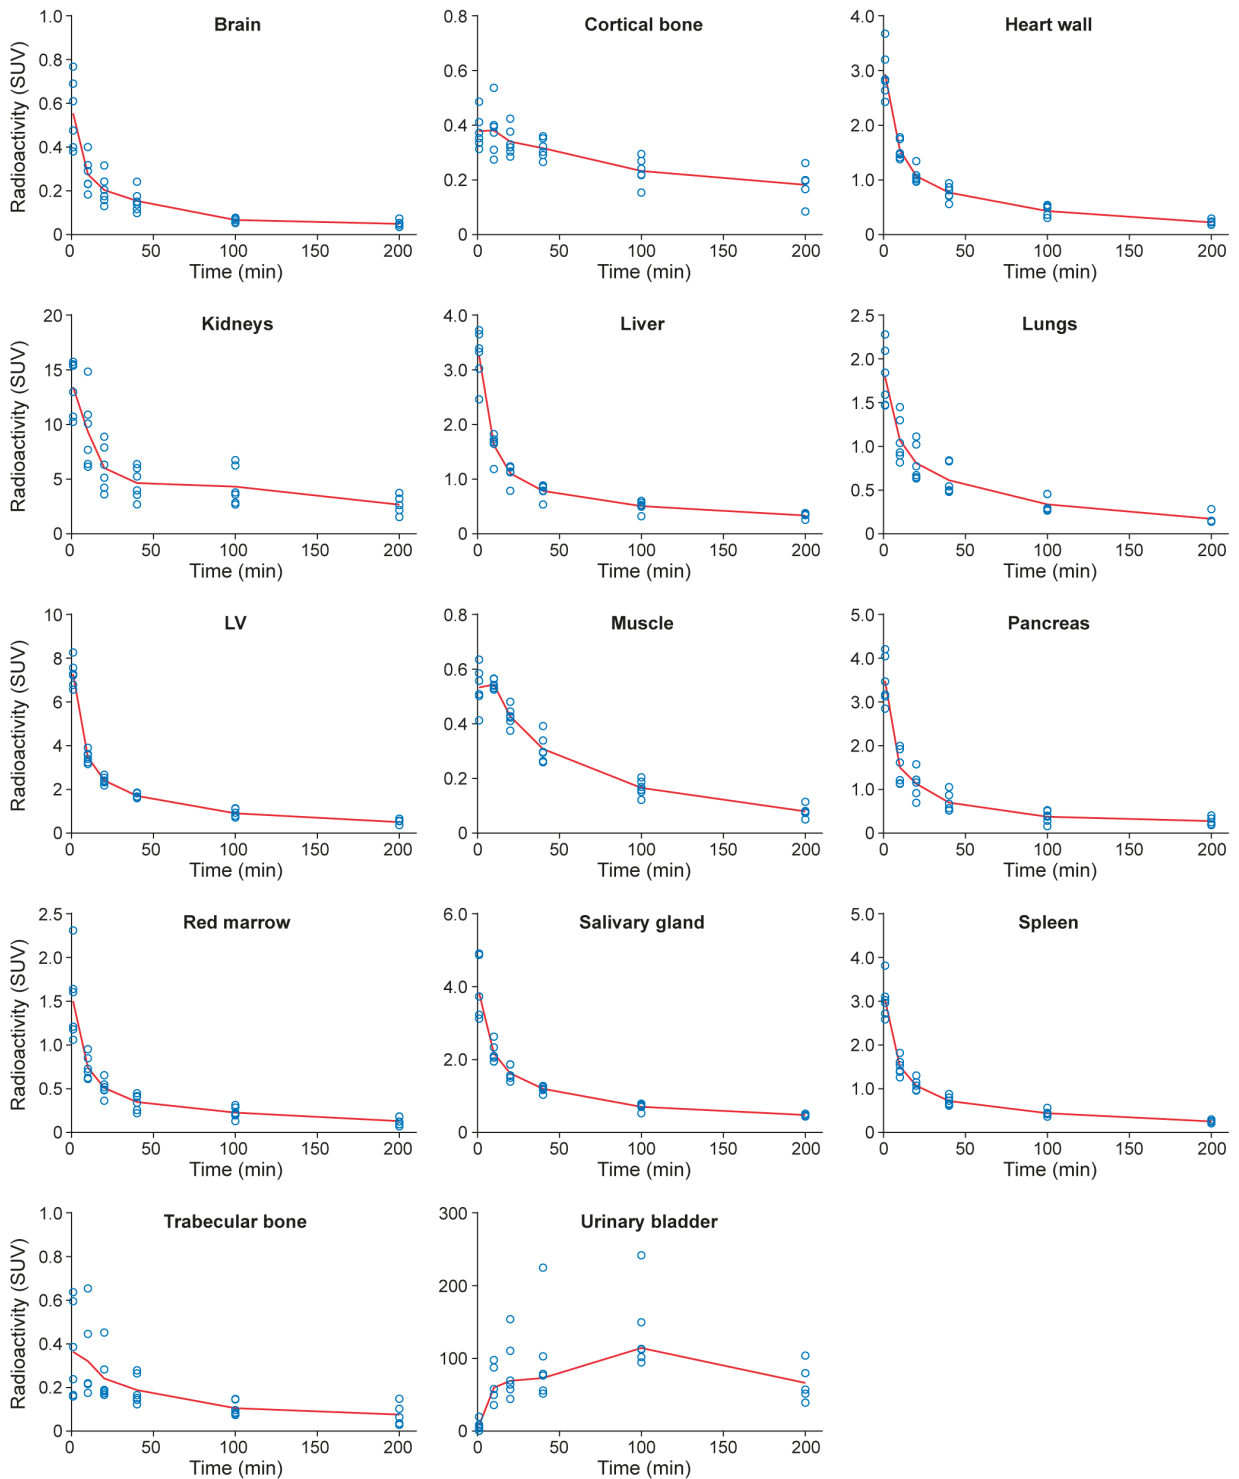 Brain
Radioactivity (SUV)
1.0
0.8
0.6
0.4
0.2
0
0 50 100 150 200
Time (min)
Cortical bone
0.8
0.6
0.4
0.2
0
0 50 100 150 200
Time (min)
Heart wall
4.0
3.0
2.0
1.0
0
0 50 100 150 200
Time (min)
Kidneys
Radioactivity (SUV)
20
15
10
5
0
0 50 100 150 200
Time (min)
Liver
4.0
3.0
2.0
1.0
0
0 50 100 150 200
Time (min)
Lungs
2.5
2.0
1.5
1.0
0.5
0
0 50 100 150 200
Time (min)
LV
Radioactivity (SUV)
10
8
6
4
2
0
0 50 100 150 200
Time (min)
Muscle
0.8
0.6
0.4
0.2
0
0 50 100 150 200
Time (min)
Pancreas
5.0
4.0
3.0
2.0
1.0
0
0 50 100 150 200
Time (min)
Red marrow
Radioactivity (SUV)
2.5
2.0
1.5
1.0
0.5
0
0 50 100 150 200
Time (min)
Salivary gland
6.0
4.0
2.0
0
0 50 100 150 200
Time (min)
Spleen
5.0
4.0
3.0
2.0
1.0
0
0 50 100 150 200
Time (min)
Trabecular bone
Radioactivity (SUV)
1.0
0.8
0.6
0.4
0.2
0
0 50 100 150 200
Time (min)
Urinary bladder
300
200
100
0
0 50 100 150 200
Time (min)